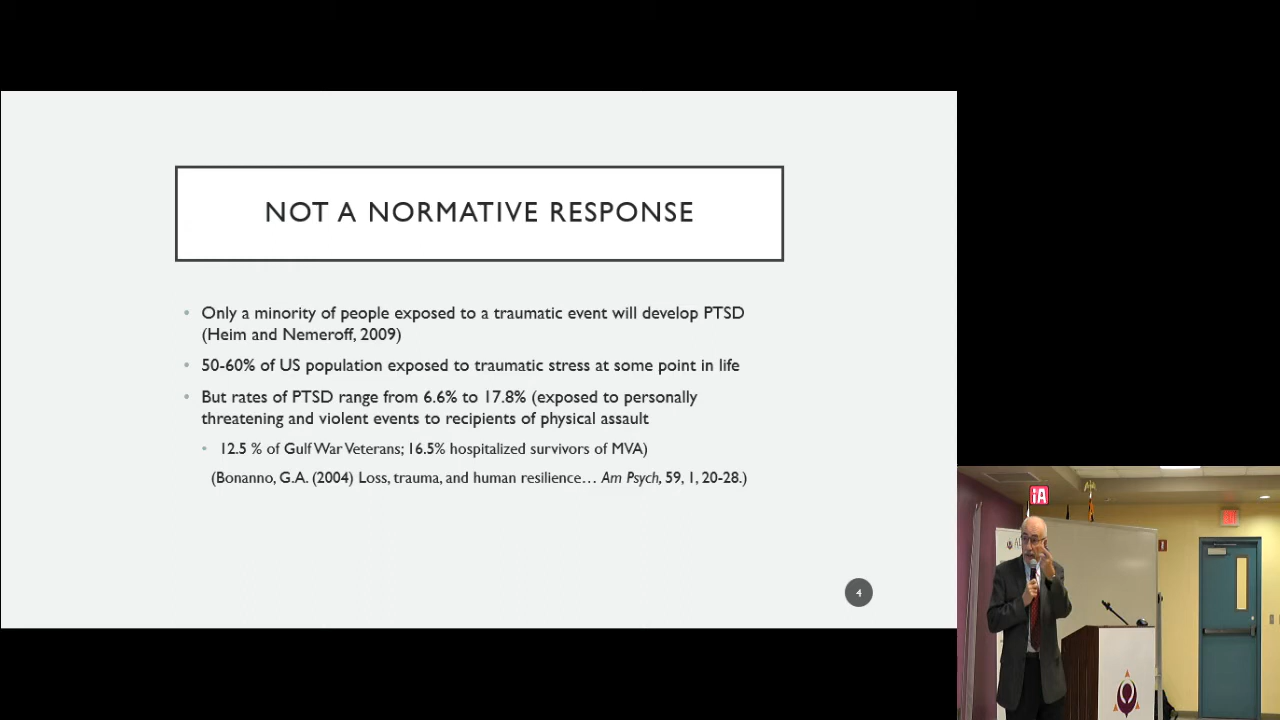 NOT A NORMATIVE RESPONSE
Only a minority of people exposed to a traumatic event will develop PTSD
(Heim and Nemeroff, 2009)
50-60% of US population exposed to traumatic stress at some point in life
But rates of PTSD range from 6.6% to 17.8% (exposed to personally
threatening and violent events to recipients of physical assault
12.5 % of Gulf War Veterans; 16.5% hospitalized survivors of MVA)
(Bonanno, G.A. (2004) Loss, trauma, and human resilience… Am Psych, 59, 1, 20-28.)
4
iA